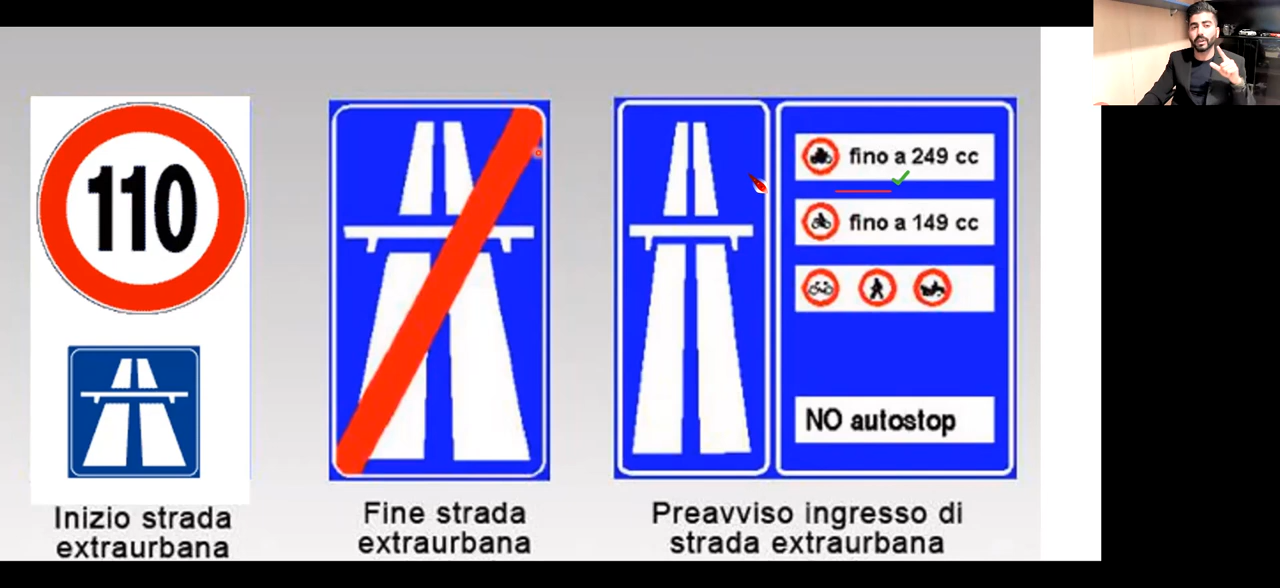 110
fino a 249 cc
fino a 149 cc
NO autostop
Inizio strada
extraurbana
Fine strada
extraurbana
Preavviso ingresso di
strada extraurbana